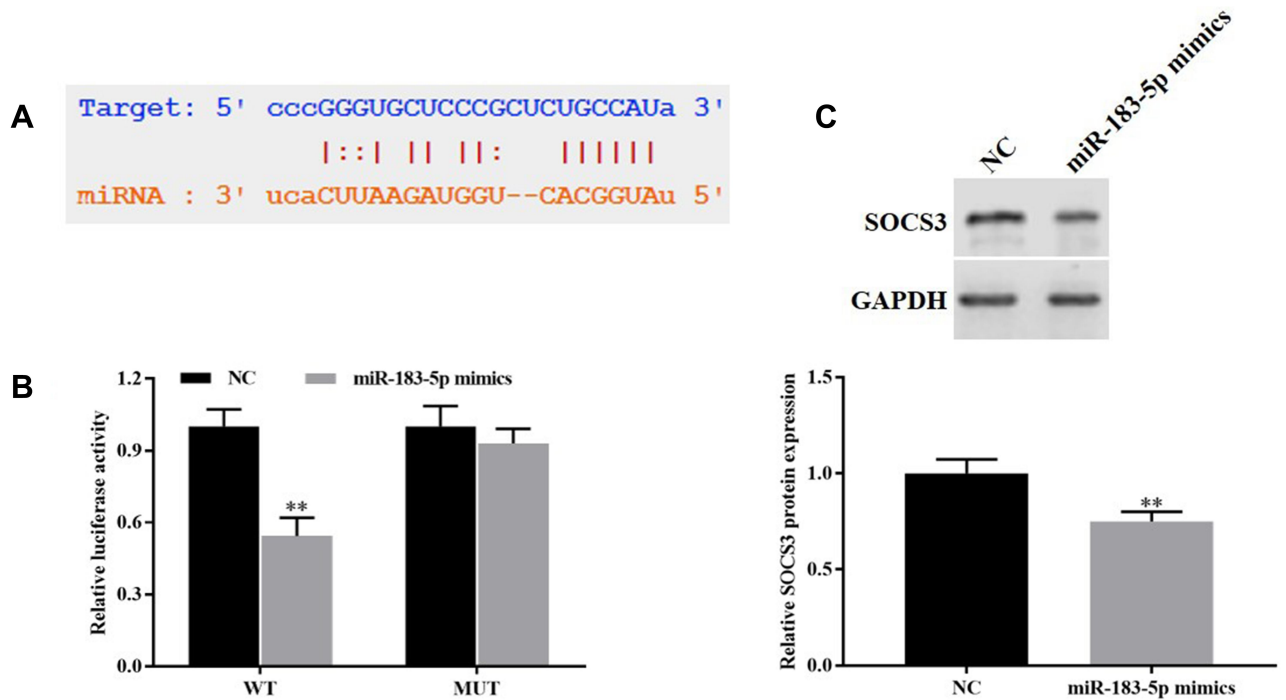 A
Target: 5' cccGGGUGCUCCCGCUCUGCCAUa 3'
|::| || ||: ||||||
miRNA : 3' ucaCUUAAGAUGGU--CACGGUAu 5'
B
NC miR-183-5p mimics
Relative luciferase activity
1.2
0.9
0.6
0.3
0.0
**
WT MUT
C
NC miR-183-5p mimics
SOCS3
GAPDH
Relative SOCS3 protein expression
1.5
1.0
0.5
0.0
**
NC miR-183-5p mimics